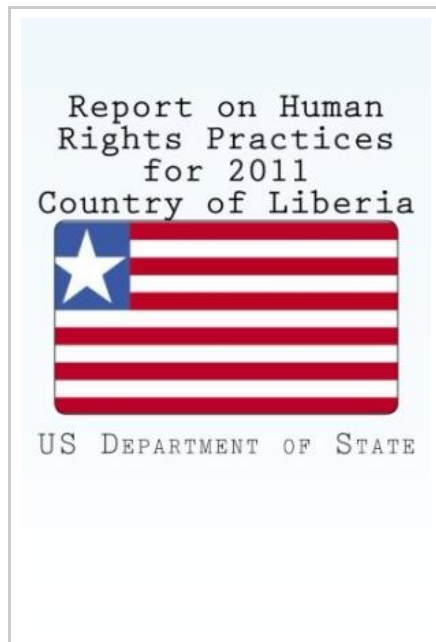 Report on Human
Rights Practices
for 2011
Country of Liberia
US Department of State